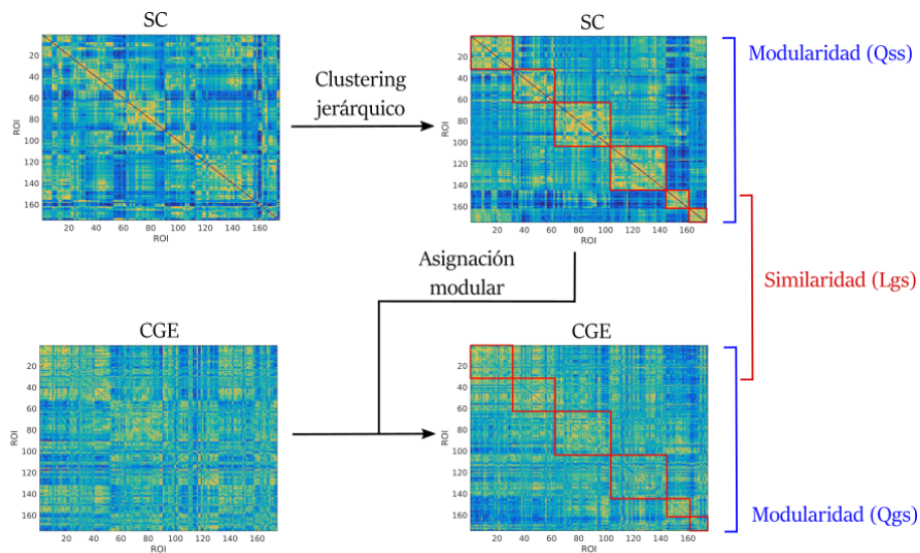 SC
20
40
60
80
100
120
140
160
ROI
20 40 60 80 100 120 140 160
ROI
Clustering
jerárquico
SC
20
40
60
80
100
120
140
160
ROI
20 40 60 80 100 120 140 160
ROI
Modularidad (Qss)
Asignación
modular
Similaridad (Lgs)
CGE
20
40
60
80
100
120
140
160
ROI
20 40 60 80 100 120 140 160
ROI
CGE
20
40
60
80
100
120
140
160
ROI
20 40 60 80 100 120 140 160
ROI
Modularidad (Qgs)